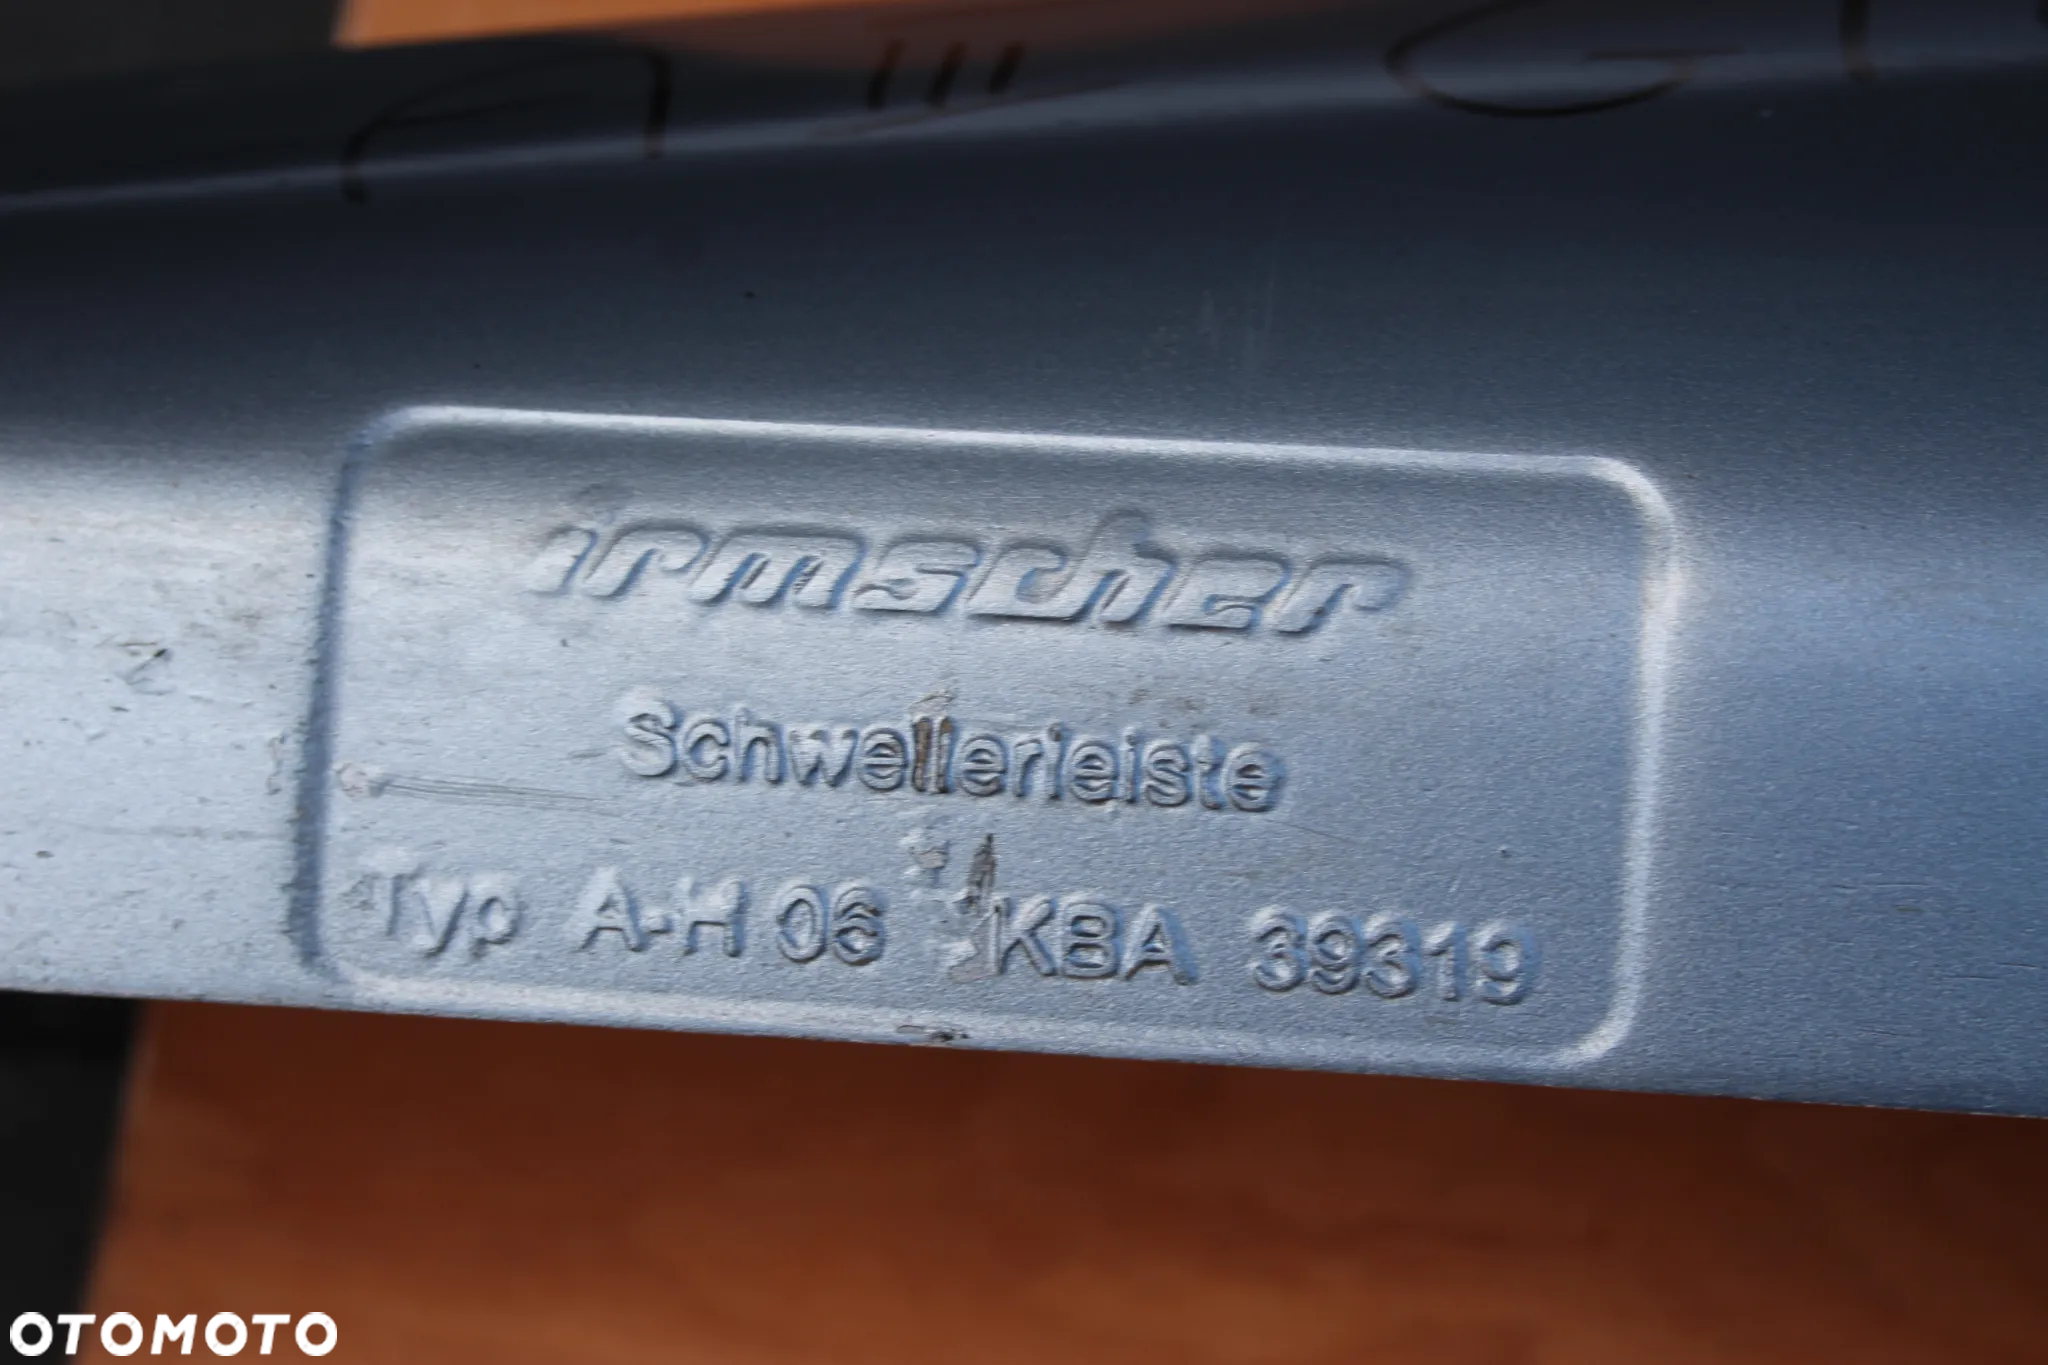 irmscher
Schwellerleiste
Typ A-H 06 KBA 39319
OTOMOTO